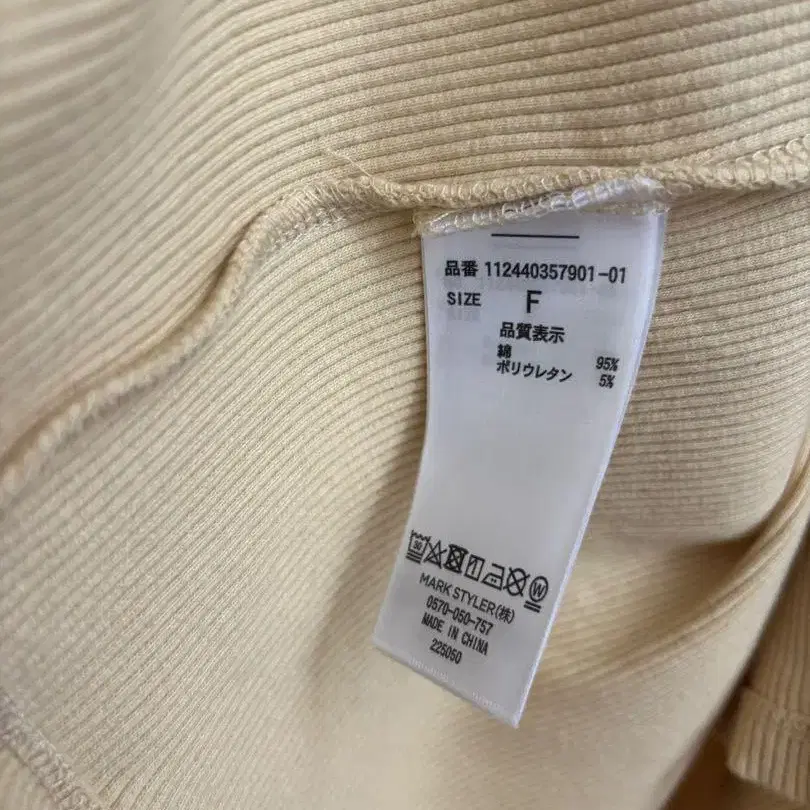 品番 112440357901-01
SIZE F
品質表示
綿 95%
ポリウレタン 5%
30
W
MARK STYLER(株)
0570-050-757
MADE IN CHINA
225050